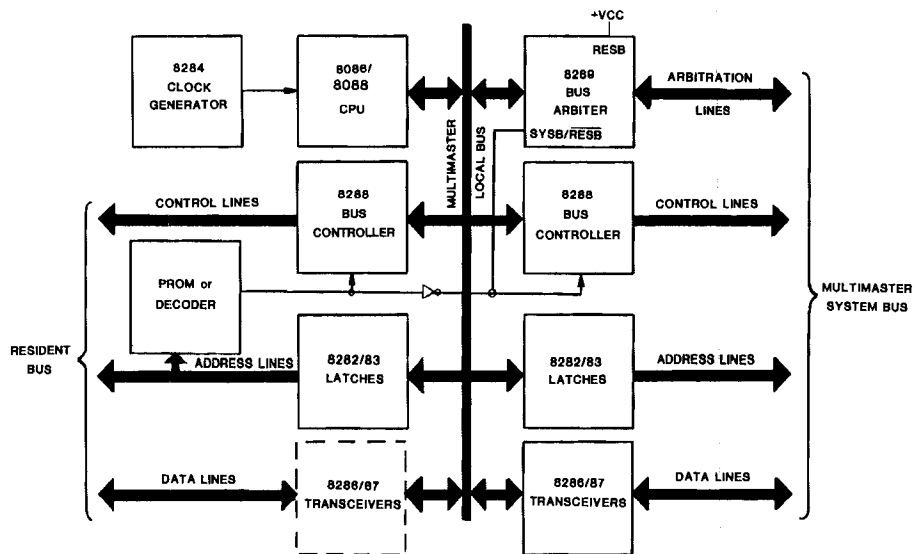 +VCC
8284
CLOCK
GENERATOR
8086/
8088
CPU
RESB
8289
BUS
ARBITER
SYSB/RESB
ARBITRATION
LINES
MULTIMASTER
LOCAL BUS
CONTROL LINES
8288
BUS
CONTROLLER
8288
BUS
CONTROLLER
CONTROL LINES
PROM or
DECODER
RESIDENT
BUS
MULTIMASTER
SYSTEM BUS
ADDRESS LINES
8282/83
LATCHES
8282/83
LATCHES
ADDRESS LINES
DATA LINES
8286/87
TRANSCEIVERS
8286/87
TRANSCEIVERS
DATA LINES